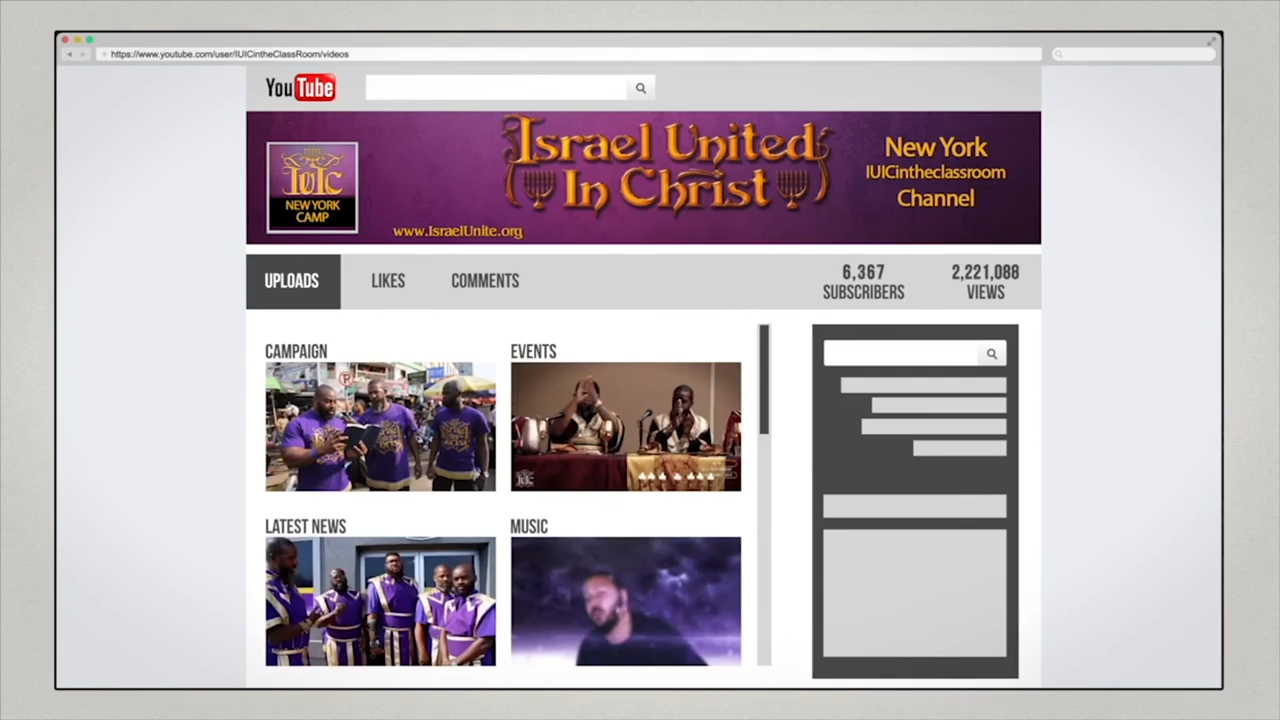 https://www.youtube.com/user/IUICintheClassRoom/videos
YouTube
Israel United
In Christ
New York
IUICintheclassroom
Channel
IUIC
NEW YORK
CAMP
www.IsraelUnite.org
UPLOADS
LIKES
COMMENTS
6,367
SUBSCRIBERS
2,221,088
VIEWS
CAMPAIGN
EVENTS
LATEST NEWS
MUSIC